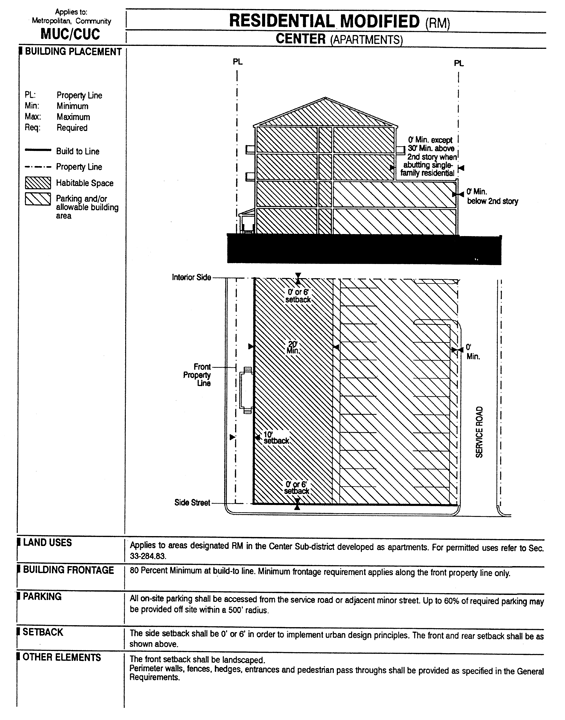 Applies to:
Metropolitan, Community
MUC/CUC
RESIDENTIAL MODIFIED (RM)
CENTER (APARTMENTS)
BUILDING PLACEMENT
PL: Property Line
Min: Minimum
Max: Maximum
Req: Required
Build to Line
Property Line
Habitable Space
Parking and/or
allowable building
area
PL
PL
0' Min. except
30' Min. above
2nd story when
abutting single-
family residential
0' Min.
below 2nd story
Interior Side
0' or 6'
setback
20'
Min.
0'
Min.
Front
Property
Line
10'
setback
SERVICE ROAD
0' or 6'
setback
Side Street
LAND USES
Applies to areas designated RM in the Center Sub-district developed as apartments. For permitted uses refer to Sec.
33-284.83.
BUILDING FRONTAGE
80 Percent Minimum at build-to line. Minimum frontage requirement applies along the front property line only.
PARKING
All on-site parking shall be accessed from the service road or adjacent minor street. Up to 60% of required parking may
be provided off site within a 500' radius.
SETBACK
The side setback shall be 0' or 6' in order to implement urban design principles. The front and rear setback shall be as
shown above.
OTHER ELEMENTS
The front setback shall be landscaped.
Perimeter walls, fences, hedges, entrances and pedestrian pass throughs shall be provided as specified in the General
Requirements.